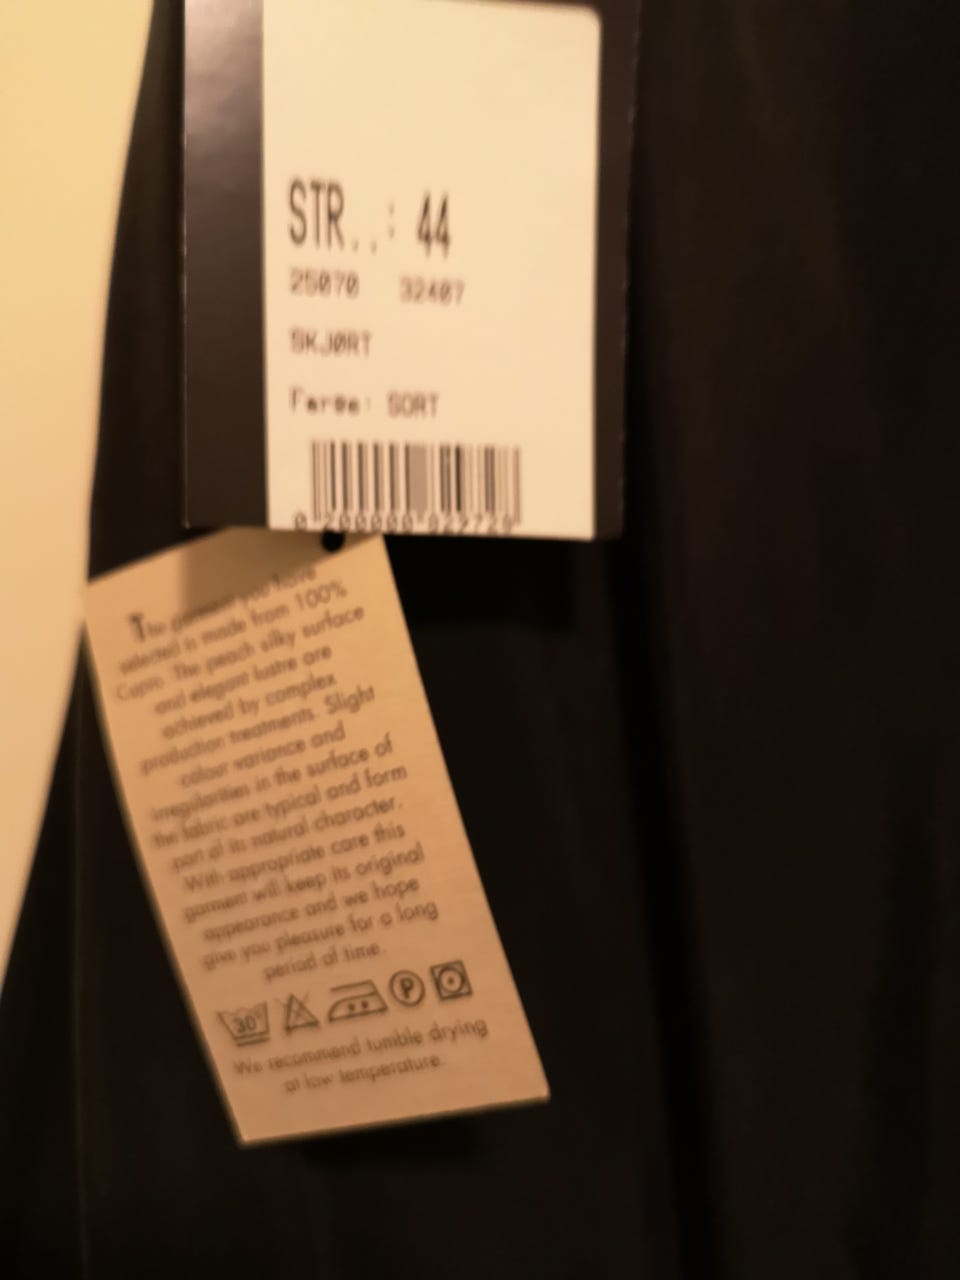 STR..: 44
25070 32407
SKJØRT
Farge: SORT
The garment you have
selected is made from 100%
Cupro. The peach silky surface
and elegant lustre are
achieved by complex
production treatments. Slight
colour variance and
irregularities in the surface of
the fabric are typical and form
part of its natural character.
With appropriate care this
garment will keep its original
appearance and we hope
give you pleasure for a long
period of time.
30° P
We recommend tumble drying
at low temperature.